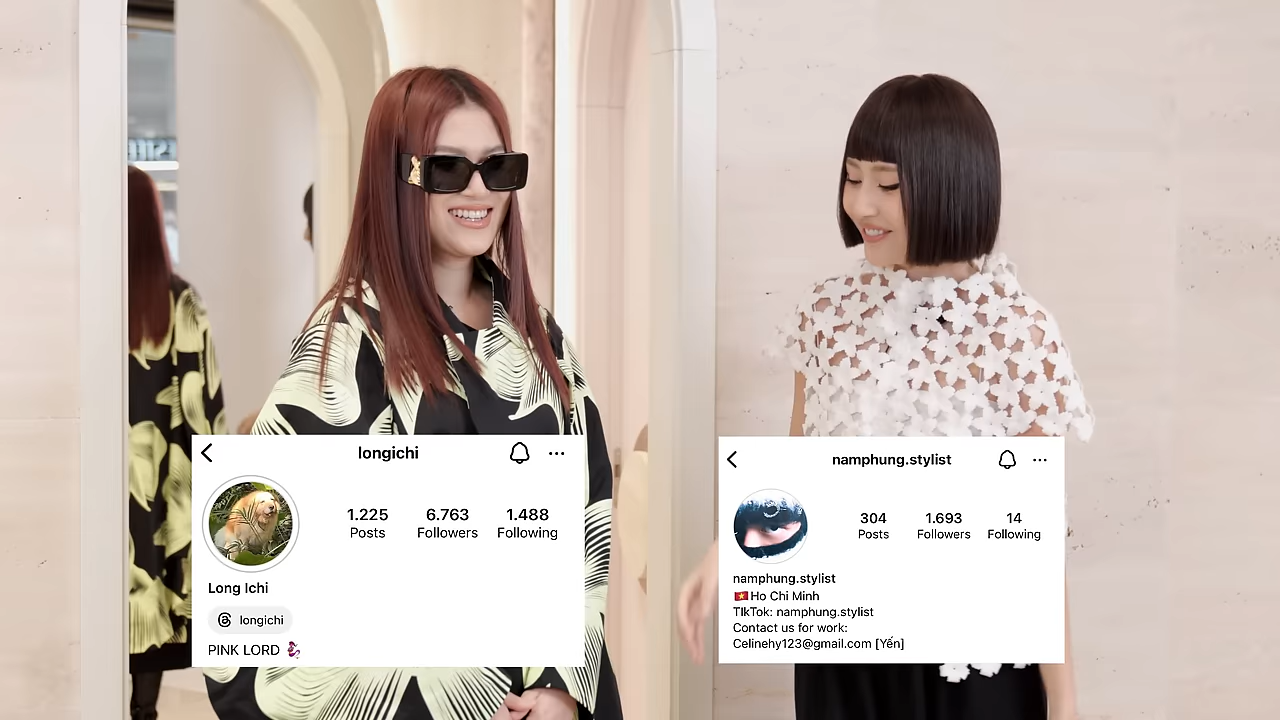 longichi
1.225
6.763
1.488
Posts
Followers
Following
Long Ichi
longichi
PINK LORD
namphung.stylist
304
1.693
14
Posts
Followers
Following
namphung.stylist
Ho Chi Minh
TIkTok: namphung.stylist
Contact us for work:
Celinehy123@gmail.com [Yến]